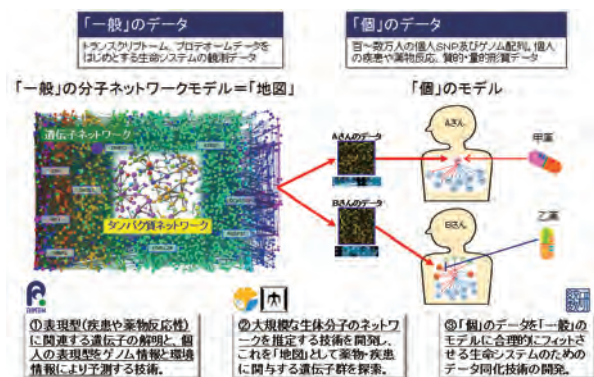 「一般」のデータ
トランスクリプトーム、プロテオームデータを
はじめとする生命システムの観測データ
「個」のデータ
百~数万人の個人SNP及びゲノム配列。個人
の疾患や薬物反応、質的・量的形質データ
「一般」の分子ネットワークモデル=「地図」
「個」のモデル
遺伝子ネットワーク
タンパク質ネットワーク
Aさんのデータ
Bさんのデータ
Aさん
Bさん
甲薬
乙薬
①表現型(疾患や薬物反応性)
に関連する遺伝子の解明と、個
人の表現型をゲノム情報と環境
情報により予測する技術。
②大規模な生体分子のネットワ
ークを推定する技術を開発し、
これを「地図」として薬物・疾患
に関与する遺伝子群を探索。
③「個」のデータを「一般」の
モデルに合理的にフィット
させる生命システムのための
データ同化技術の開発。